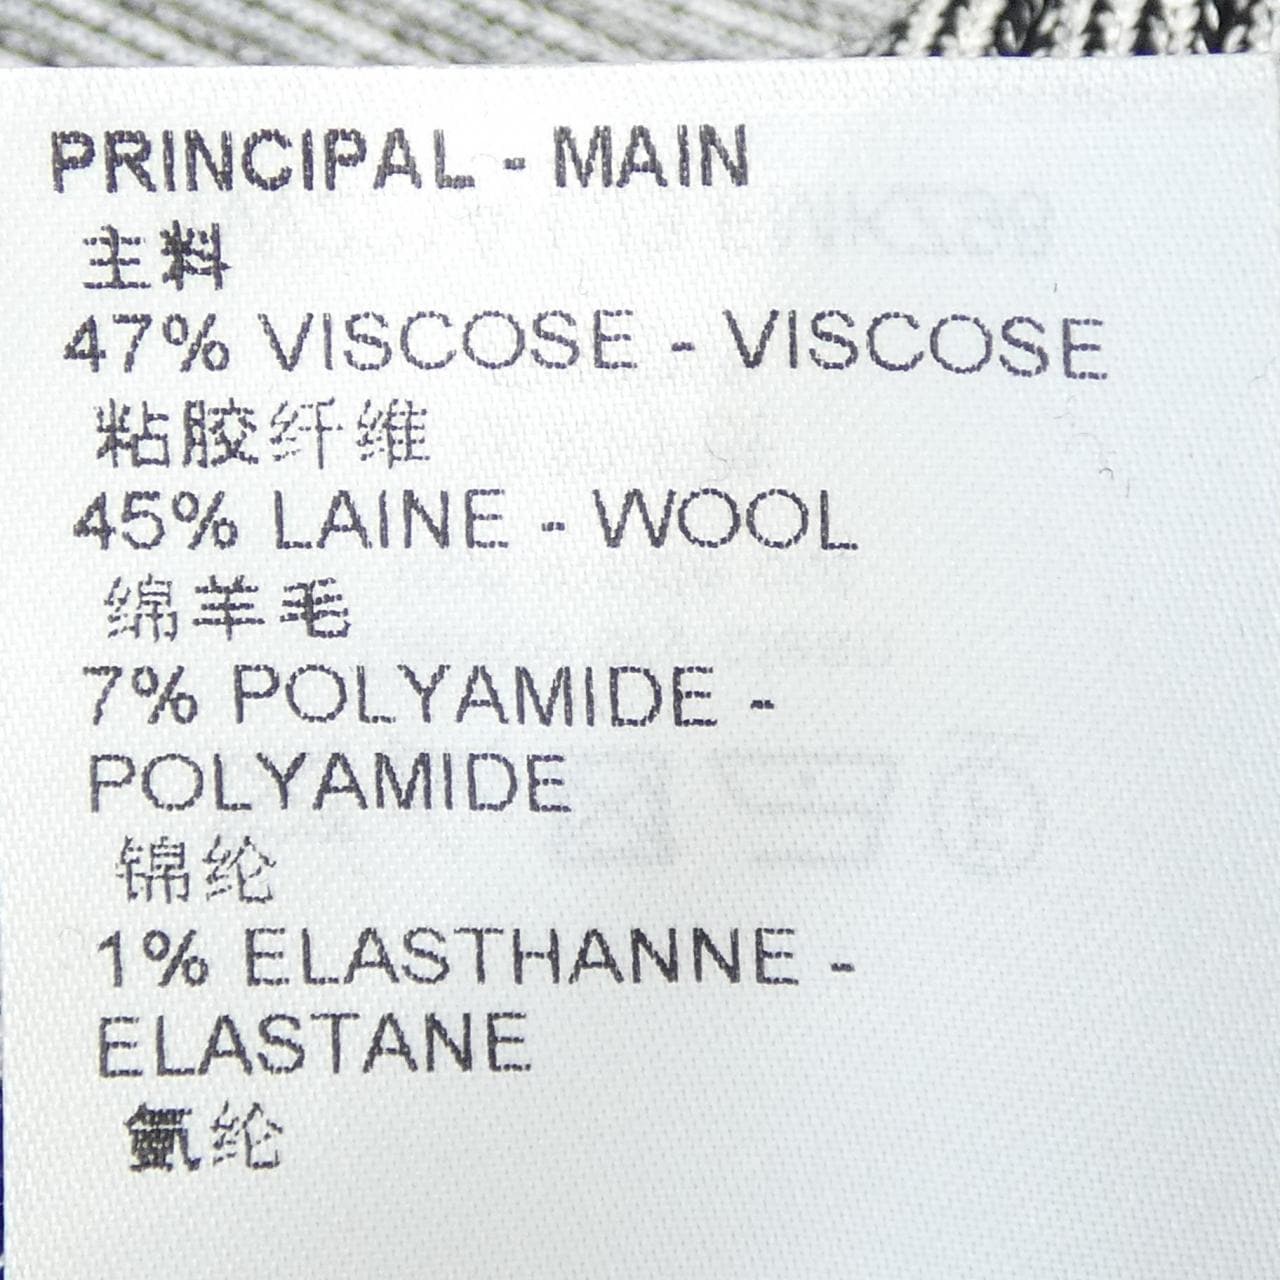 PRINCIPAL - MAIN
主料
47% VISCOSE - VISCOSE
粘胶纤维
45% LAINE - WOOL
绵羊毛
7% POLYAMIDE -
POLYAMIDE
锦纶
1% ELASTHANNE -
ELASTANE
氨纶